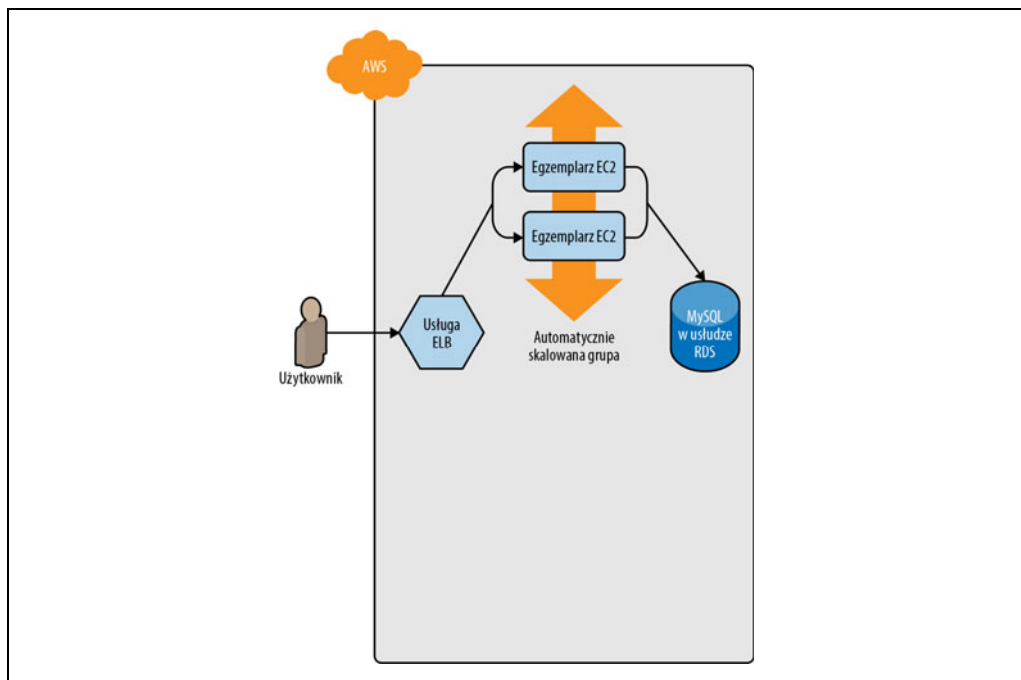 AWS
Egzemplarz EC2
Egzemplarz EC2
Użytkownik
Usługa
ELB
Automatycznie
skalowana grupa
MySQL
w usłudze
RDS